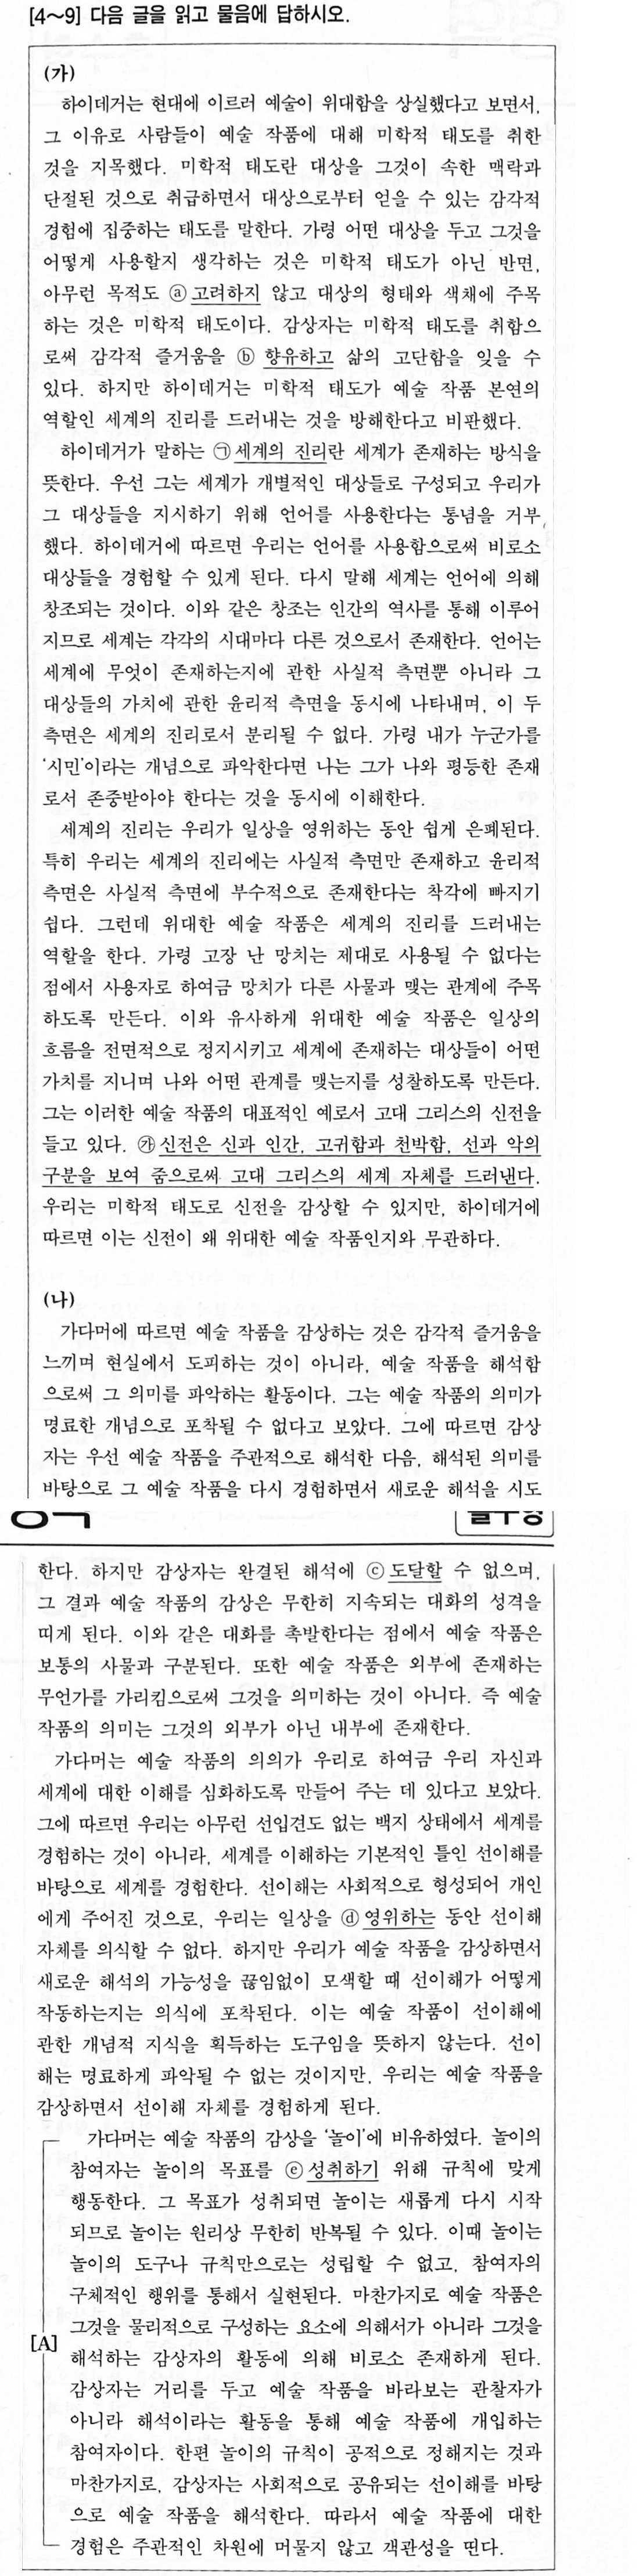 [4～9] 다음 글을 읽고 물음에 답하시오.
(가)
하이데거는 현대에 이르러 예술이 위대함을 상실했다고 보면서,
그 이유로 사람들이 예술 작품에 대해 미학적 태도를 취한
것을 지목했다. 미학적 태도란 대상을 그것이 속한 맥락과
단절된 것으로 취급하면서 대상으로부터 얻을 수 있는 감각적
경험에 집중하는 태도를 말한다. 가령 어떤 대상을 두고 그것을
어떻게 사용할지 생각하는 것은 미학적 태도가 아닌 반면,
아무런 목적도 ⓐ 고려하지 않고 대상의 형태와 색채에 주목
하는 것은 미학적 태도이다. 감상자는 미학적 태도를 취함으
로써 감각적 즐거움을 ⓑ 향유하고 삶의 고단함을 잊을 수
있다. 하지만 하이데거는 미학적 태도가 예술 작품 본연의
역할인 세계의 진리를 드러내는 것을 방해한다고 비판했다.
하이데거가 말하는 ㉠ 세계의 진리란 세계가 존재하는 방식을
뜻한다. 우선 그는 세계가 개별적인 대상들로 구성되고 우리가
그 대상들을 지시하기 위해 언어를 사용한다는 통념을 거부
했다. 하이데거에 따르면 우리는 언어를 사용함으로써 비로소
대상들을 경험할 수 있게 된다. 다시 말해 세계는 언어에 의해
창조되는 것이다. 이와 같은 창조는 인간의 역사를 통해 이루어
지므로 세계는 각각의 시대마다 다른 것으로서 존재한다. 언어는
세계에 무엇이 존재하는지에 관한 사실적 측면뿐 아니라 그
대상들의 가치에 관한 윤리적 측면을 동시에 나타내며, 이 두
측면은 세계의 진리로서 분리될 수 없다. 가령 내가 누군가를
‘시민’이라는 개념으로 파악한다면 나는 그가 나와 평등한 존재
로서 존중받아야 한다는 것을 동시에 이해한다.
세계의 진리는 우리가 일상을 영위하는 동안 쉽게 은폐된다.
특히 우리는 세계의 진리에는 사실적 측면만 존재하고 윤리적
측면은 사실적 측면에 부수적으로 존재한다는 착각에 빠지기
쉽다. 그런데 위대한 예술 작품은 세계의 진리를 드러내는
역할을 한다. 가령 고장 난 망치는 제대로 사용될 수 없다는
점에서 사용자로 하여금 망치가 다른 사물과 맺는 관계에 주목
하도록 만든다. 이와 유사하게 위대한 예술 작품은 일상의
흐름을 전면적으로 정지시키고 세계에 존재하는 대상들이 어떤
가치를 지니며 나와 어떤 관계를 맺는지를 성찰하도록 만든다.
그는 이러한 예술 작품의 대표적인 예로서 고대 그리스의 신전을
들고 있다. ㉮ 신전은 신과 인간, 고귀함과 천박함, 선과 악의
구분을 보여 줌으로써 고대 그리스의 세계 자체를 드러낸다.
우리는 미학적 태도로 신전을 감상할 수 있지만, 하이데거에
따르면 이는 신전이 왜 위대한 예술 작품인지와 무관하다.
(나)
가다머에 따르면 예술 작품을 감상하는 것은 감각적 즐거움을
느끼며 현실에서 도피하는 것이 아니라, 예술 작품을 해석함
으로써 그 의미를 파악하는 활동이다. 그는 예술 작품의 의미가
명료한 개념으로 포착될 수 없다고 보았다. 그에 따르면 감상
자는 우선 예술 작품을 주관적으로 해석한 다음, 해석된 의미를
바탕으로 그 예술 작품을 다시 경험하면서 새로운 해석을 시도
한다. 하지만 감상자는 완결된 해석에 ⓒ 도달할 수 없으며,
그 결과 예술 작품의 감상은 무한히 지속되는 대화의 성격을
띠게 된다. 이와 같은 대화를 촉발한다는 점에서 예술 작품은
보통의 사물과 구분된다. 또한 예술 작품은 외부에 존재하는
무언가를 가리킴으로써 그것을 의미하는 것이 아니다. 즉 예술
작품의 의미는 그것의 외부가 아닌 내부에 존재한다.
가다머는 예술 작품의 의의가 우리로 하여금 우리 자신과
세계에 대한 이해를 심화하도록 만들어 주는 데 있다고 보았다.
그에 따르면 우리는 아무런 선입견도 없는 백지 상태에서 세계를
경험하는 것이 아니라, 세계를 이해하는 기본적인 틀인 선이해를
바탕으로 세계를 경험한다. 선이해는 사회적으로 형성되어 개인
에게 주어진 것으로, 우리는 일상을 ⓓ 영위하는 동안 선이해
자체를 의식할 수 없다. 하지만 우리가 예술 작품을 감상하면서
새로운 해석의 가능성을 끊임없이 모색할 때 선이해가 어떻게
작동하는지는 의식에 포착된다. 이는 예술 작품이 선이해에
관한 개념적 지식을 획득하는 도구임을 뜻하지 않는다. 선이
해는 명료하게 파악될 수 없는 것이지만, 우리는 예술 작품을
감상하면서 선이해 자체를 경험하게 된다.
가다머는 예술 작품의 감상을 ‘놀이’에 비유하였다. 놀이의
참여자는 놀이의 목표를 ⓔ 성취하기 위해 규칙에 맞게
행동한다. 그 목표가 성취되면 놀이는 새롭게 다시 시작
되므로 놀이는 원리상 무한히 반복될 수 있다. 이때 놀이는
놀이의 도구나 규칙만으로는 성립할 수 없고, 참여자의
구체적인 행위를 통해서 실현된다. 마찬가지로 예술 작품은
그것을 물리적으로 구성하는 요소에 의해서가 아니라 그것을
[A] 해석하는 감상자의 활동에 의해 비로소 존재하게 된다.
감상자는 거리를 두고 예술 작품을 바라보는 관찰자가
아니라 해석이라는 활동을 통해 예술 작품에 개입하는
참여자이다. 한편 놀이의 규칙이 공적으로 정해지는 것과
마찬가지로, 감상자는 사회적으로 공유되는 선이해를 바탕
으로 예술 작품을 해석한다. 따라서 예술 작품에 대한
경험은 주관적인 차원에 머물지 않고 객관성을 띤다.